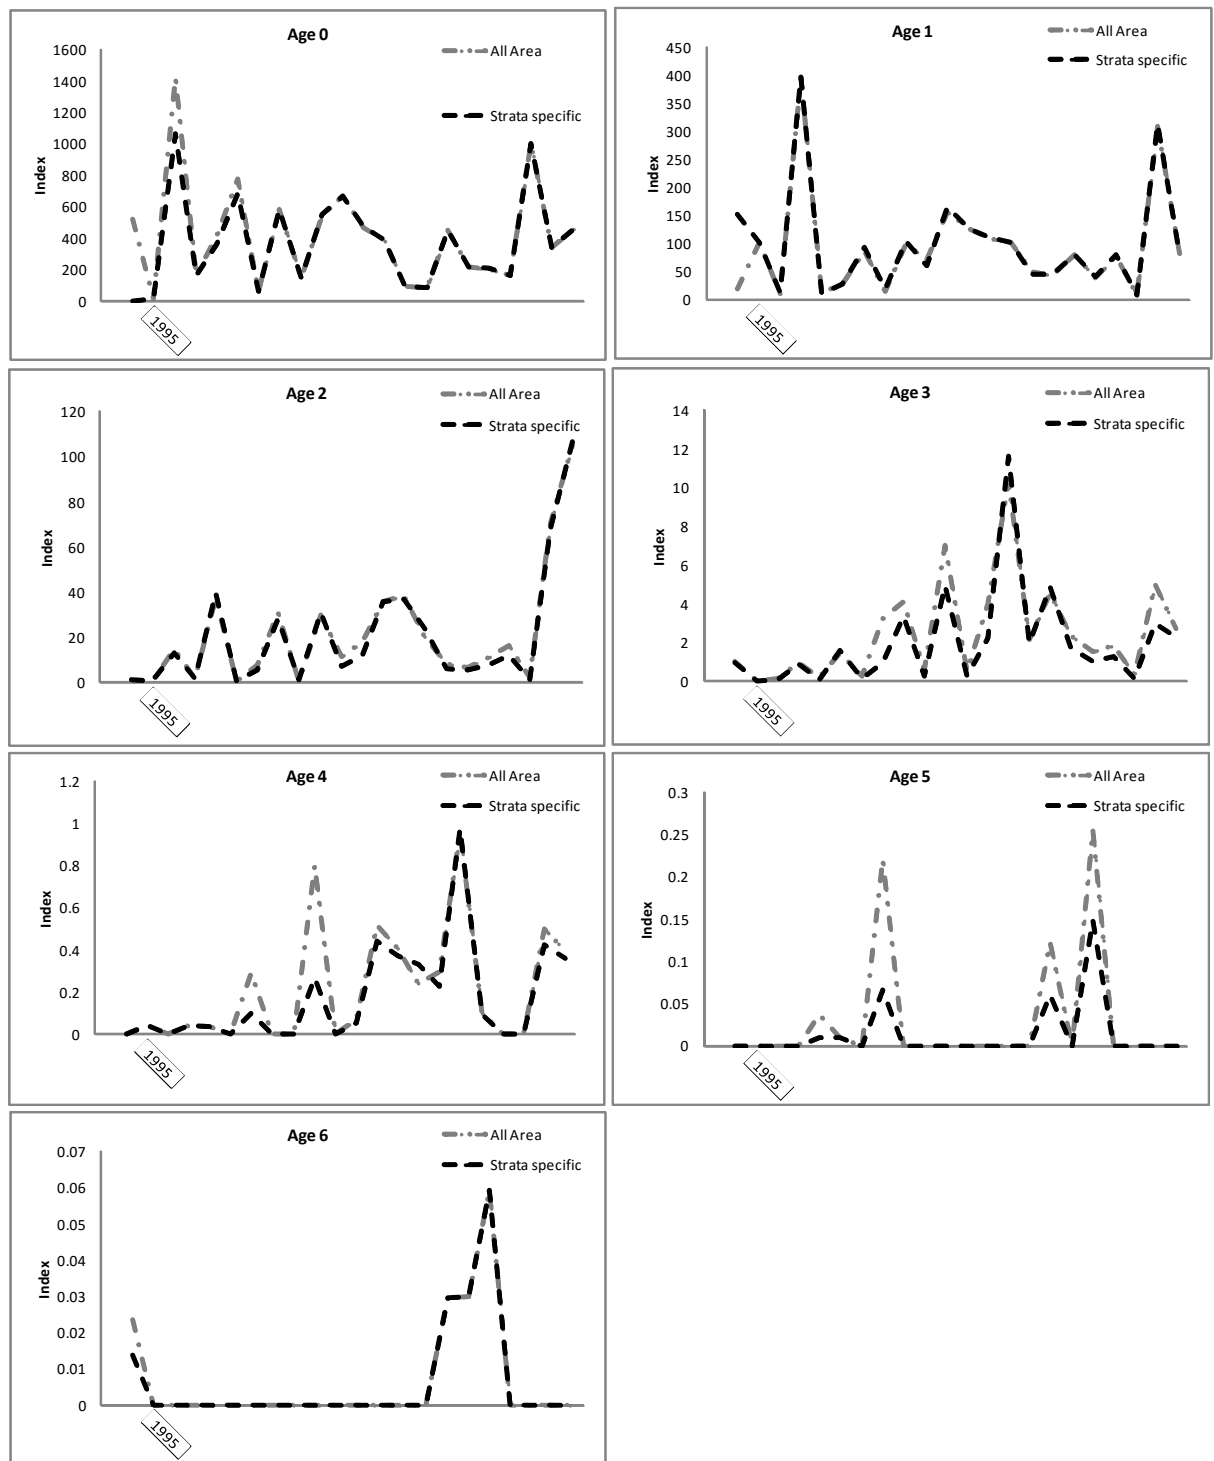 Age 0
All Area
Strata specific
Index
1600
1400
1200
1000
800
600
400
200
0
1995
Age 1
All Area
Strata specific
Index
450
400
350
300
250
200
150
100
50
0
1995
Age 2
All Area
Strata specific
Index
120
100
80
60
40
20
0
1995
Age 3
All Area
Strata specific
Index
14
12
10
8
6
4
2
0
1995
Age 4
All Area
Strata specific
Index
1.2
1
0.8
0.6
0.4
0.2
0
1995
Age 5
All Area
Strata specific
Index
0.3
0.25
0.2
0.15
0.1
0.05
0
1995
Age 6
All Area
Strata specific
Index
0.07
0.06
0.05
0.04
0.03
0.02
0.01
0
1995